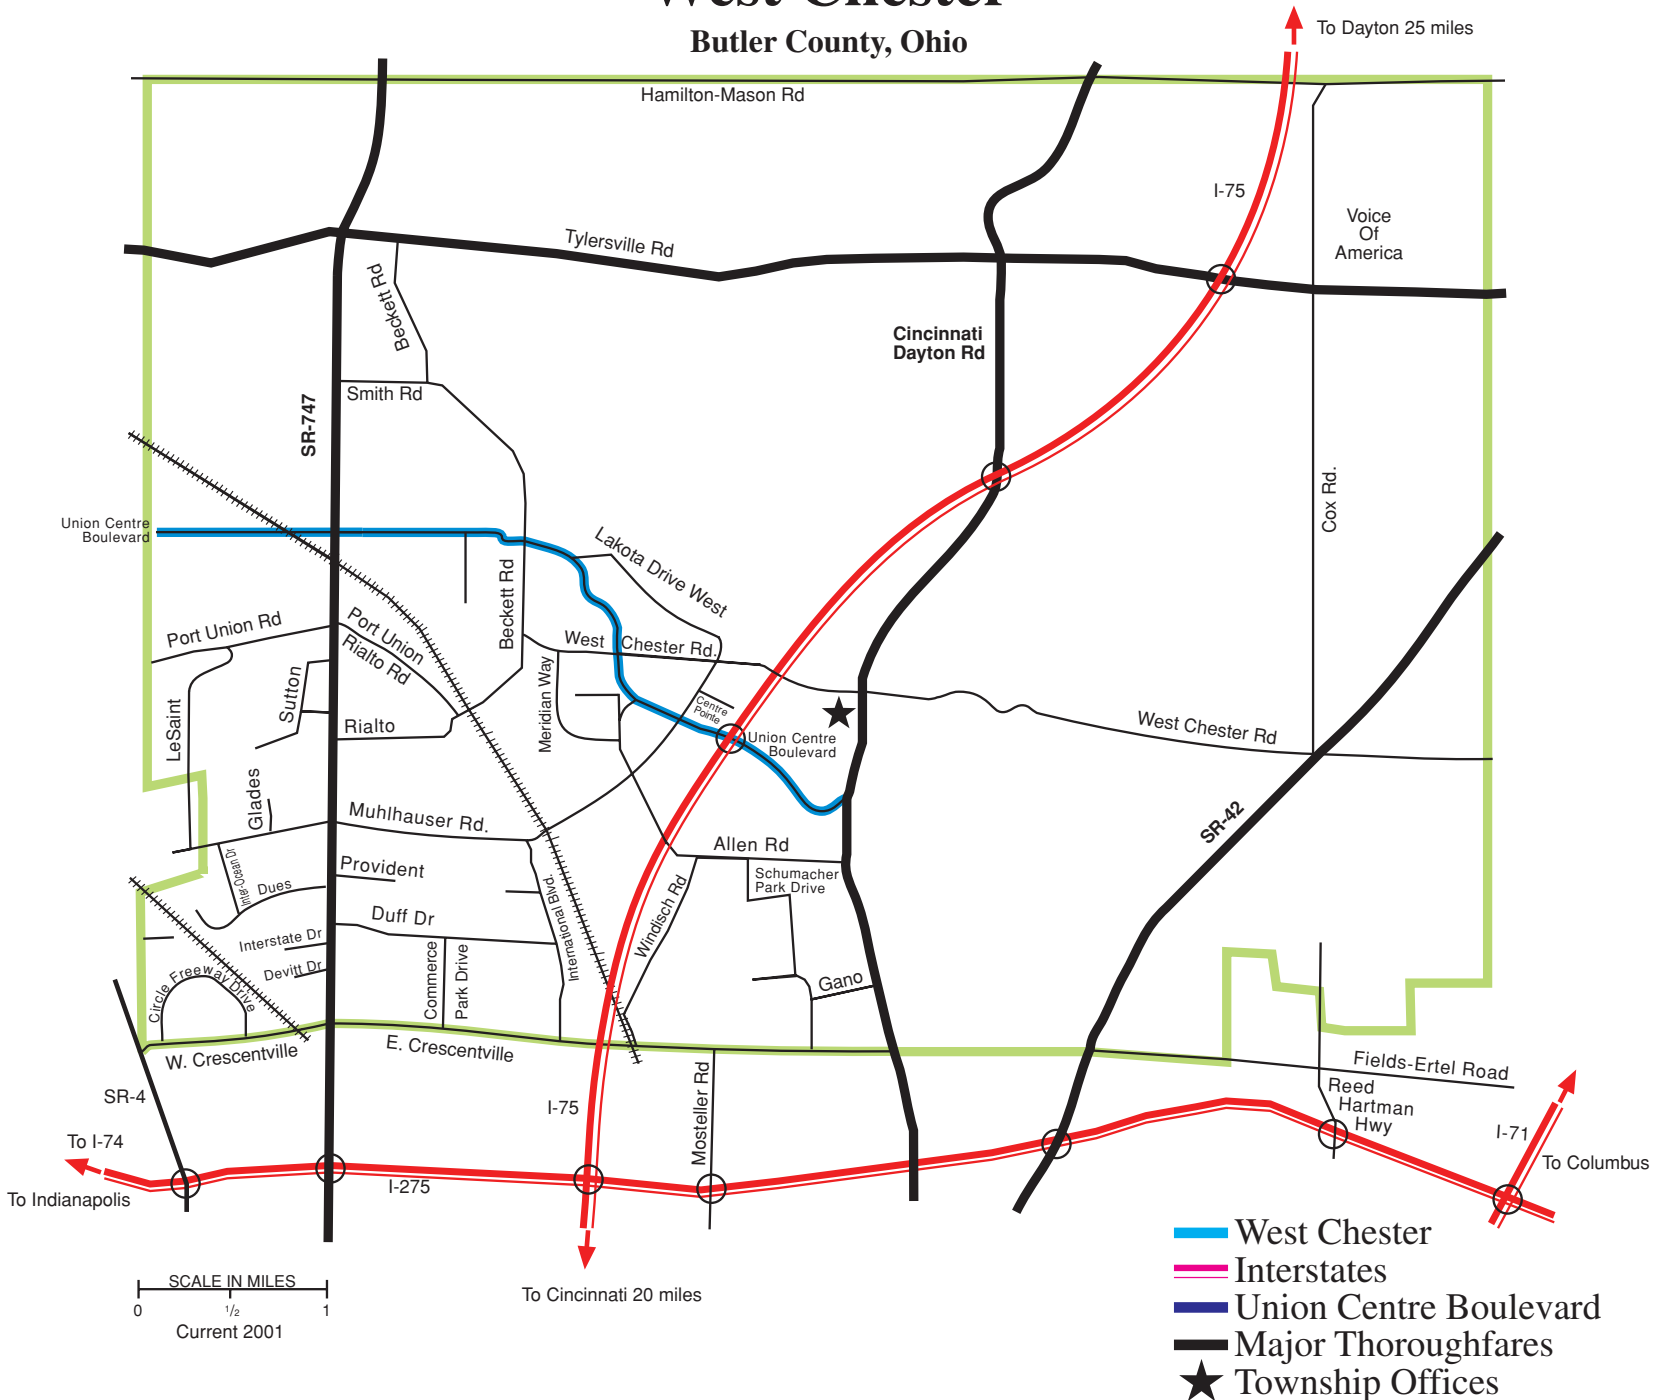 West Chester
Butler County, Ohio
To Dayton 25 miles
Hamilton-Mason Rd
I-75
Voice
Of
America
Tylersville Rd
Beckett Rd
Cincinnati
Dayton Rd
Smith Rd
SR-747
Cox Rd.
Union Centre
Boulevard
Lakota Drive West
Beckett Rd
Port Union Rd
Port Union
Rialto Rd
West Chester Rd.
Sutton
LeSaint
Meridian Way
Centre
Pointe
Rialto
Union Centre
Boulevard
West Chester Rd
Glades
Muhlhauser Rd.
SR-42
Allen Rd
Inter-Ocean Dr
Provident
Schumacher
Park Drive
Dues
International Blvd.
Windisch Rd
Duff Dr
Interstate Dr
Devitt Dr
Commerce
Park Drive
Circle Freeway Drive
Gano
W. Crescentville
E. Crescentville
Fields-Ertel Road
SR-4
Mosteller Rd
Reed
Hartman
Hwy
I-75
I-71
To I-74
To Columbus
To Indianapolis
I-275
SCALE IN MILES
0 1/2 1
Current 2001
To Cincinnati 20 miles
West Chester
Interstates
Union Centre Boulevard
Major Thoroughfares
Township Offices